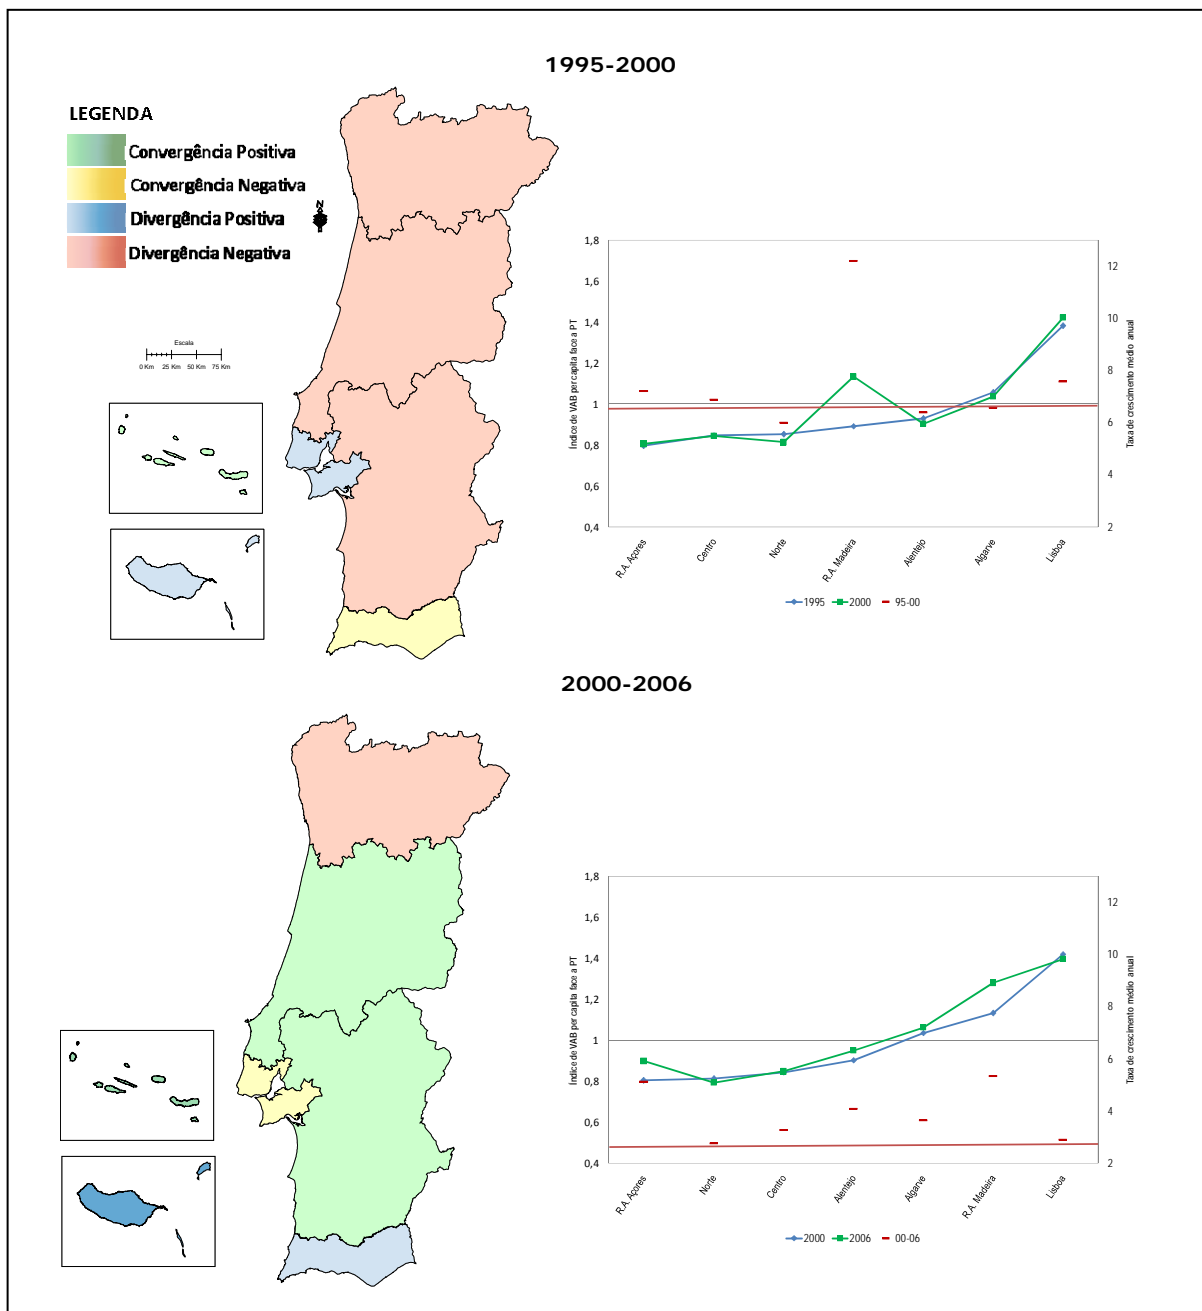 1995-2000
LEGENDA
Convergência Positiva
Convergência Negativa
Divergência Positiva
Divergência Negativa
N
Escala
0 Km 25 Km 50 Km 75 Km
1,8
1,6
1,4
1,2
1
0,8
0,6
0,4
Índice de VAB per capita face a PT
12
10
8
6
4
2
Taxa de crescimento médio anual
R.A. Açores
Centro
Norte
R.A. Madeira
Alentejo
Algarve
Lisboa
1995 2000 95-00
2000-2006
1,8
1,6
1,4
1,2
1
0,8
0,6
0,4
Índice de VAB per capita face a PT
12
10
8
6
4
2
Taxa de crescimento médio anual
R.A. Açores
Norte
Centro
Alentejo
Algarve
R.A. Madeira
Lisboa
2000 2006 00-06